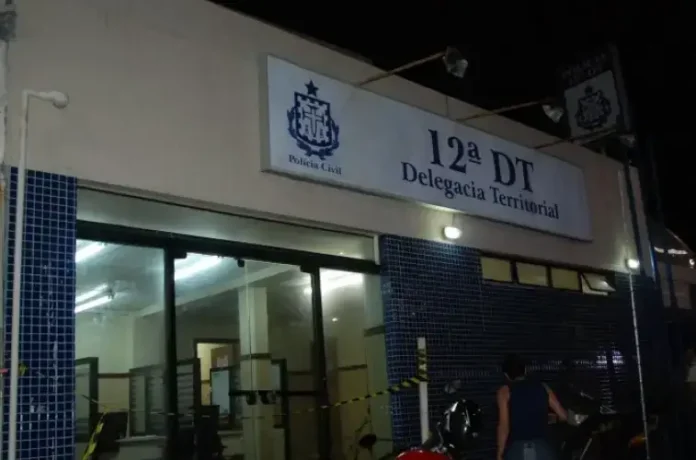 12ª DT
Delegacia Territorial
Polícia Civil